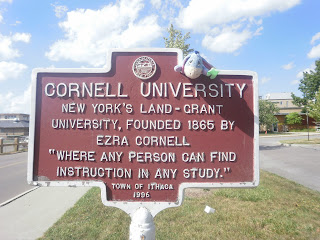 CORNELL UNIVERSITY
NEW YORK'S LAND-GRANT
UNIVERSITY, FOUNDED 1865 BY
EZRA CORNELL
"WHERE ANY PERSON CAN FIND
INSTRUCTION IN ANY STUDY."
TOWN OF ITHACA
1996